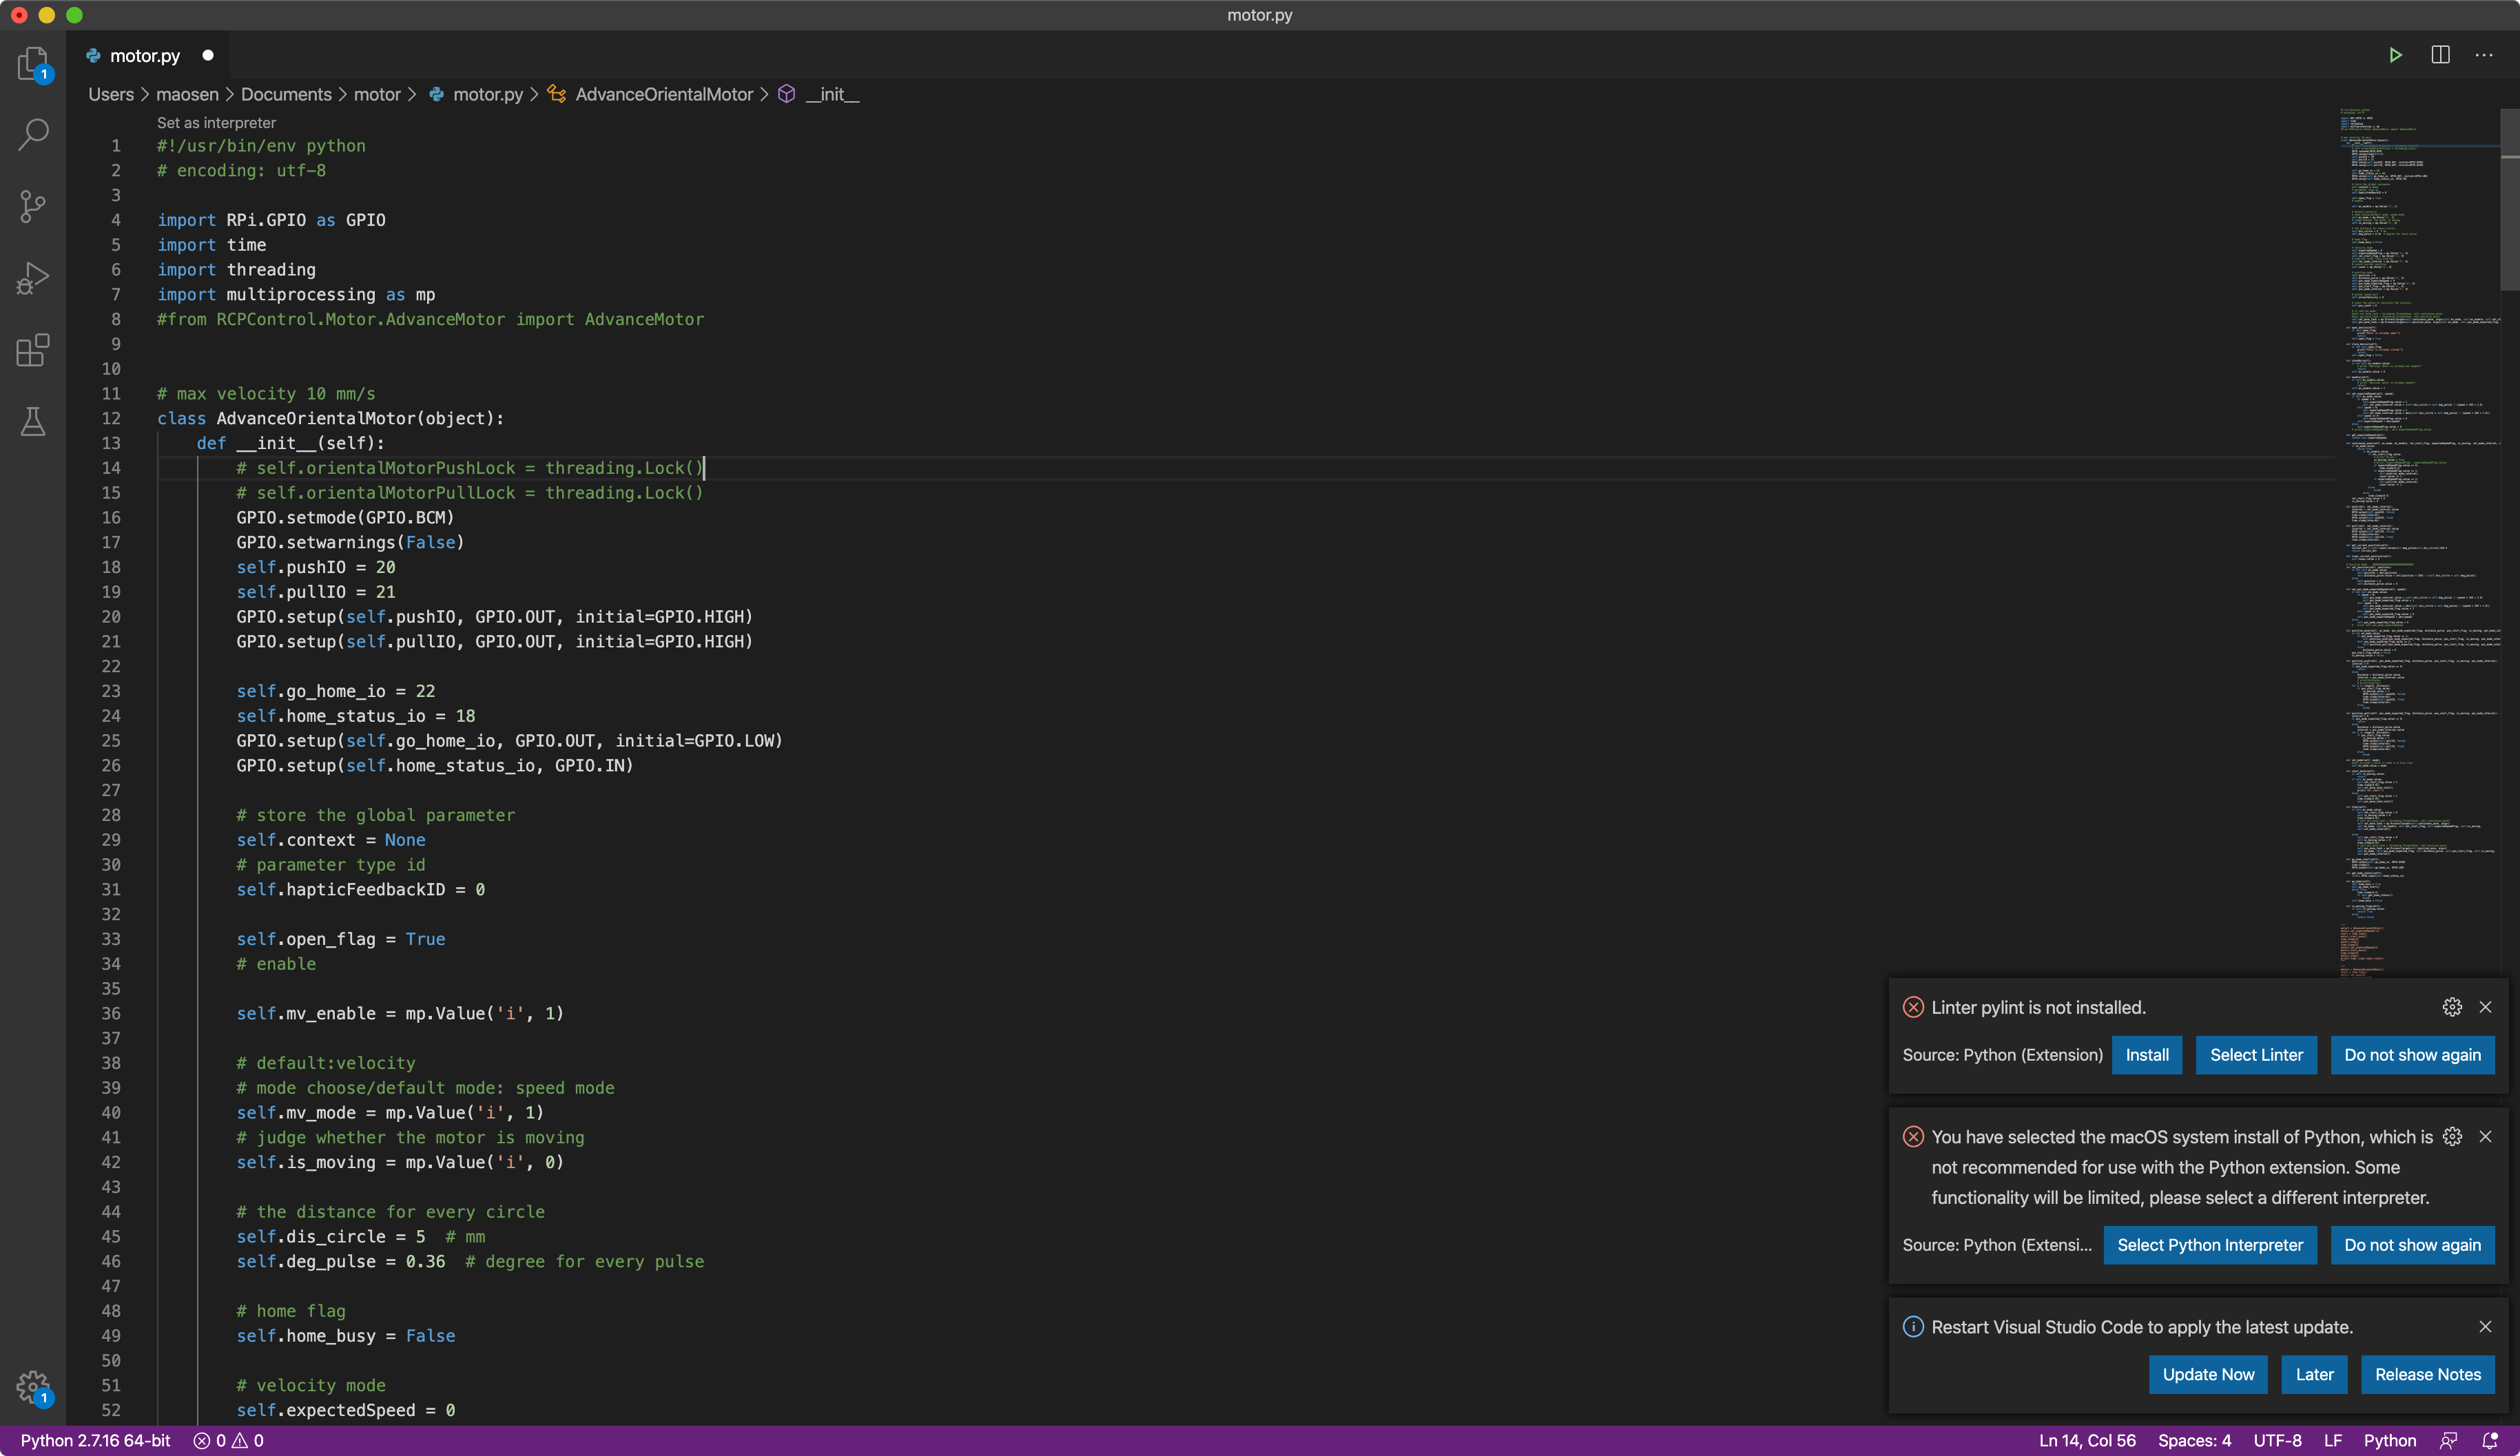 motor.py
motor.py
Users > maosen > Documents > motor > motor.py > AdvanceOrientalMotor > __init__
Set as interpreter
1 #!/usr/bin/env python
2 # encoding: utf-8
3
4 import RPi.GPIO as GPIO
5 import time
6 import threading
7 import multiprocessing as mp
8 #from RCPControl.Motor.AdvanceMotor import AdvanceMotor
9
10
11 # max velocity 10 mm/s
12 class AdvanceOrientalMotor(object):
13 def __init__(self):
14 # self.orientalMotorPushLock = threading.Lock()
15 # self.orientalMotorPullLock = threading.Lock()
16 GPIO.setmode(GPIO.BCM)
17 GPIO.setwarnings(False)
18 self.pushIO = 20
19 self.pullIO = 21
20 GPIO.setup(self.pushIO, GPIO.OUT, initial=GPIO.HIGH)
21 GPIO.setup(self.pullIO, GPIO.OUT, initial=GPIO.HIGH)
22
23 self.go_home_io = 22
24 self.home_status_io = 18
25 GPIO.setup(self.go_home_io, GPIO.OUT, initial=GPIO.LOW)
26 GPIO.setup(self.home_status_io, GPIO.IN)
27
28 # store the global parameter
29 self.context = None
30 # parameter type id
31 self.hapticFeedbackID = 0
32
33 self.open_flag = True
34 # enable
35
36 self.mv_enable = mp.Value('i', 1)
37
38 # default:velocity
39 # mode choose/default mode: speed mode
40 self.mv_mode = mp.Value('i', 1)
41 # judge whether the motor is moving
42 self.is_moving = mp.Value('i', 0)
43
44 # the distance for every circle
45 self.dis_circle = 5 # mm
46 self.deg_pulse = 0.36 # degree for every pulse
47
48 # home flag
49 self.home_busy = False
50
51 # velocity mode
52 self.expectedSpeed = 0
1
1
Linter pylint is not installed.
Source: Python (Extension) Install Select Linter Do not show again
You have selected the macOS system install of Python, which is
not recommended for use with the Python extension. Some
functionality will be limited, please select a different interpreter.
Source: Python (Extensi... Select Python Interpreter Do not show again
Restart Visual Studio Code to apply the latest update.
Update Now Later Release Notes
Python 2.7.16 64-bit 0 0 Ln 14, Col 56 Spaces: 4 UTF-8 LF Python